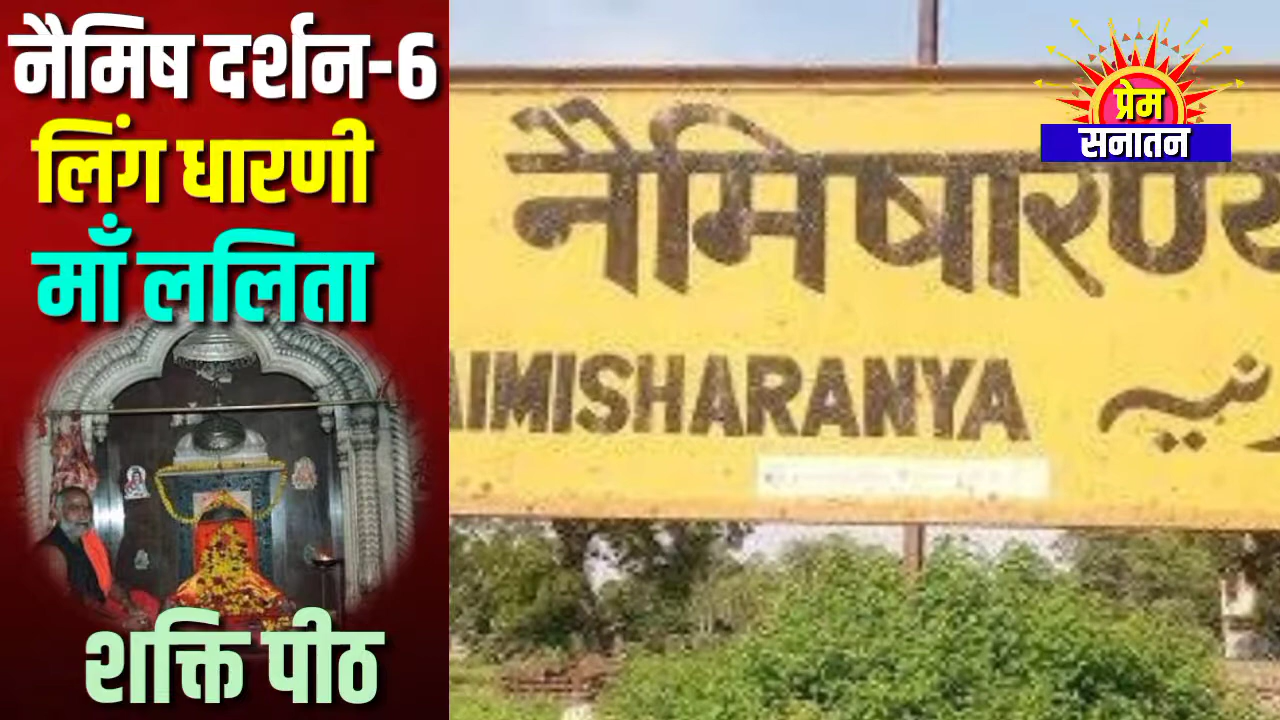 नैमिष दर्शन-6
लिंग धारणी
माँ ललिता
शक्ति पीठ
नैमिषारण्य
AIMISHARANYA
प्रेम
सनातन